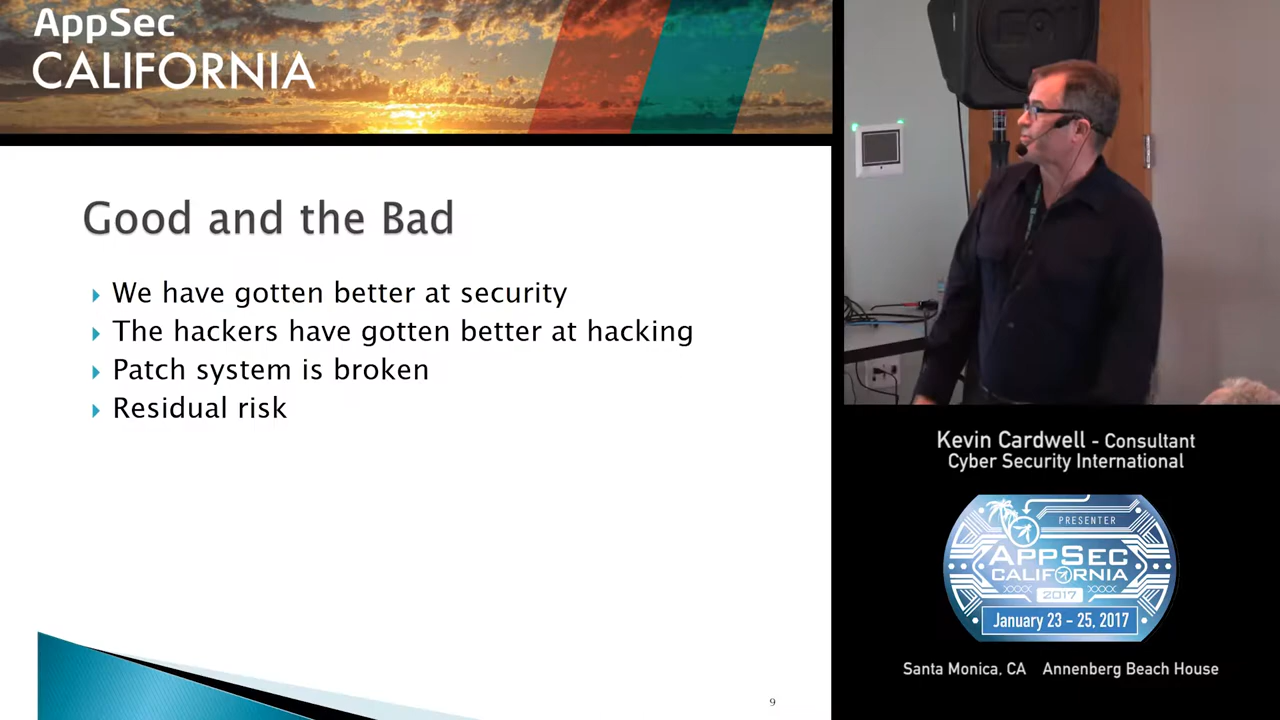 AppSec
CALIFORNIA
Good and the Bad
We have gotten better at security
The hackers have gotten better at hacking
Patch system is broken
Residual risk
9
Kevin Cardwell - Consultant
Cyber Security International
PRESENTER
APPSEC
CALIFORNIA
2017
January 23 - 25, 2017
Santa Monica, CA Annenberg Beach House